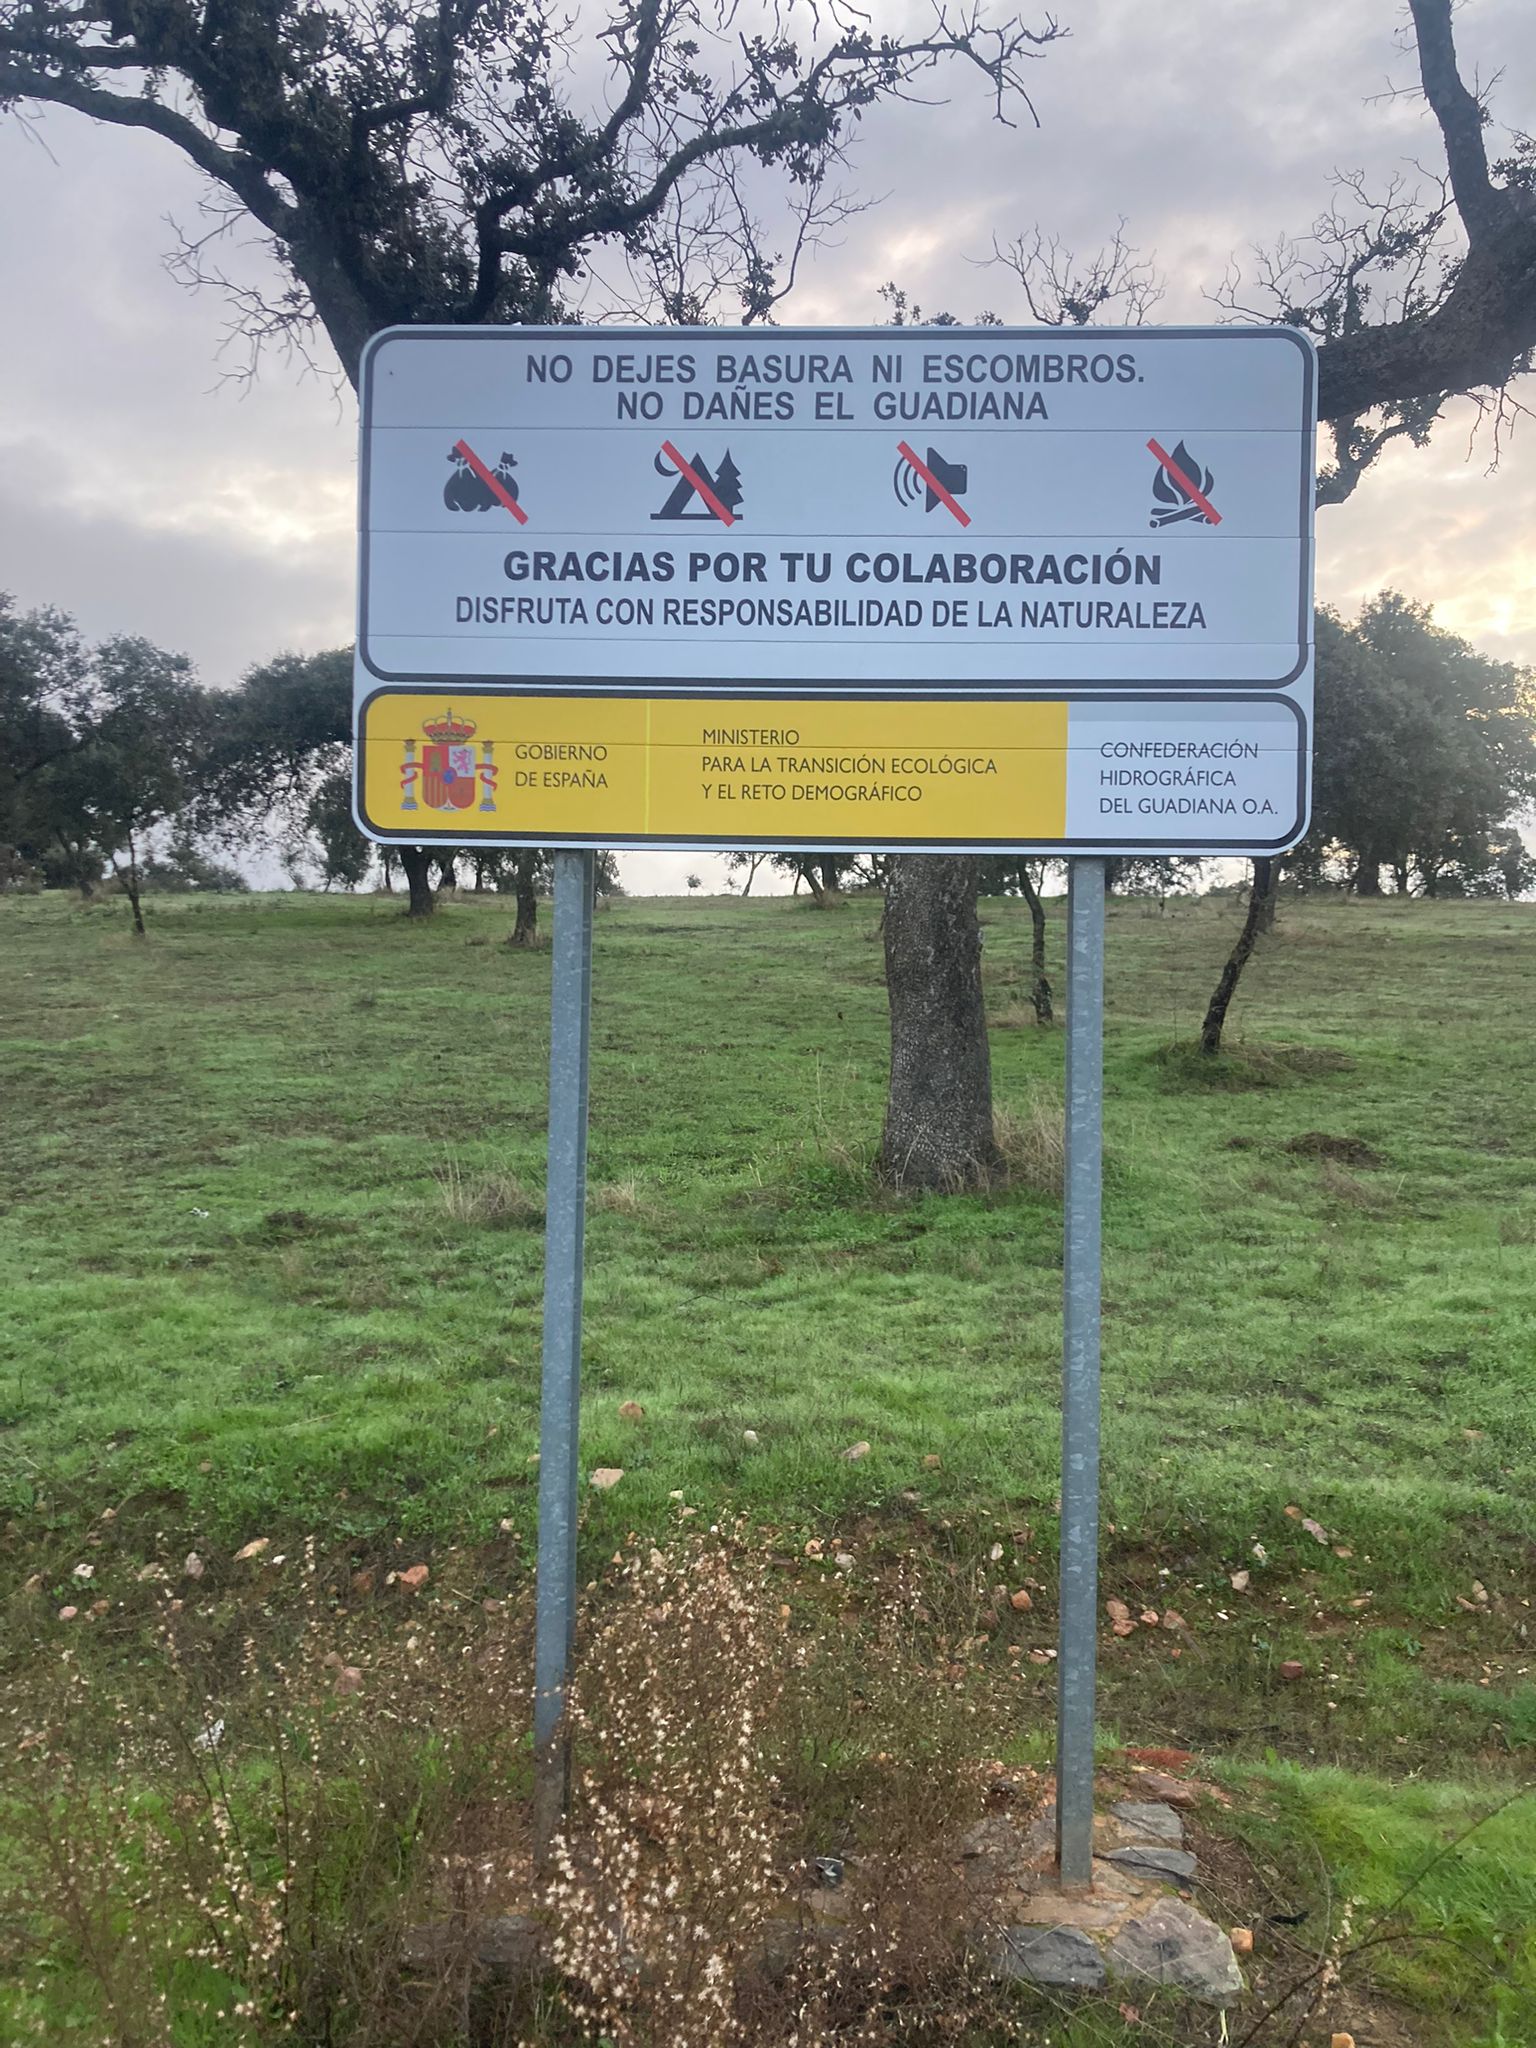 NO DEJES BASURA NI ESCOMBROS.
NO DAÑES EL GUADIANA
GRACIAS POR TU COLABORACIÓN
DISFRUTA CON RESPONSABILIDAD DE LA NATURALEZA
GOBIERNO
DE ESPAÑA
MINISTERIO
PARA LA TRANSICIÓN ECOLÓGICA
Y EL RETO DEMOGRÁFICO
CONFEDERACIÓN
HIDROGRÁFICA
DEL GUADIANA O.A.